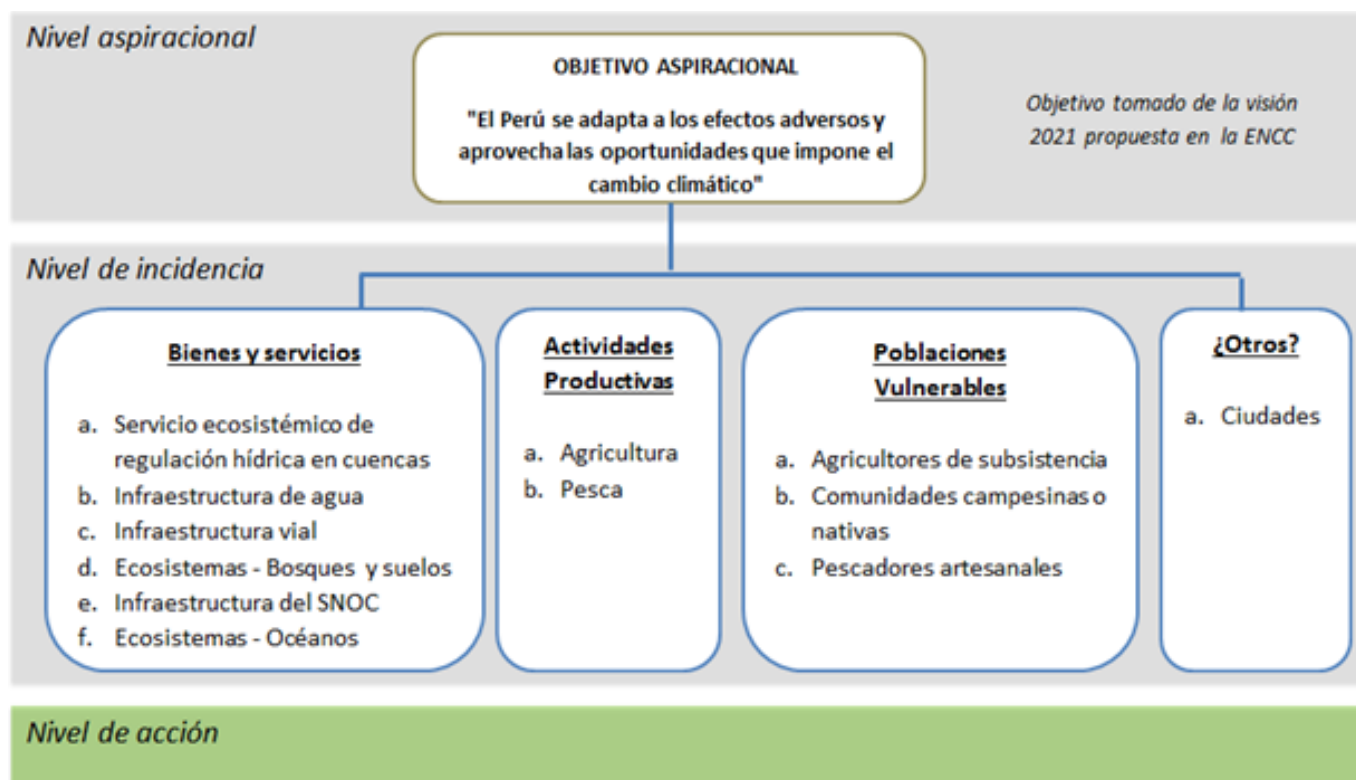 Nivel aspiracional
OBJETIVO ASPIRACIONAL
"El Perú se adapta a los efectos adversos y
aprovecha las oportunidades que impone el
cambio climático"
Objetivo tomado de la visión
2021 propuesta en la ENCC
Nivel de incidencia
Bienes y servicios
a. Servicio ecosistémico de
regulación hídrica en cuencas
b. Infraestructura de agua
c. Infraestructura vial
d. Ecosistemas - Bosques y suelos
e. Infraestructura del SNOC
f. Ecosistemas - Océanos
Actividades
Productivas
a. Agricultura
b. Pesca
Poblaciones
Vulnerables
a. Agricultores de subsistencia
b. Comunidades campesinas o
nativas
c. Pescadores artesanales
¿Otros?
a. Ciudades
Nivel de acción